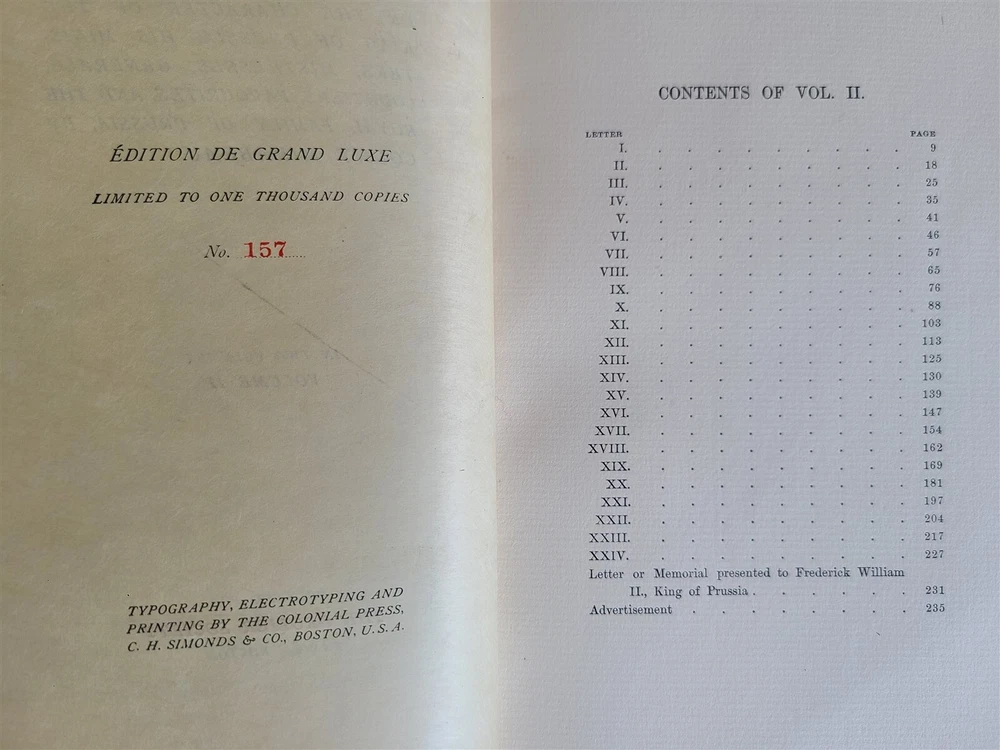 ÉDITION DE GRAND LUXE
LIMITED TO ONE THOUSAND COPIES
No. 157
TYPOGRAPHY, ELECTROTYPING AND
PRINTING BY THE COLONIAL PRESS,
C. H. SIMONDS & CO., BOSTON, U. S. A.
CONTENTS OF VOL. II.
LETTER PAGE
I. . . . . . . . . . 9
II. . . . . . . . . . 18
III. . . . . . . . . . 25
IV. . . . . . . . . . 35
V. . . . . . . . . . 41
VI. . . . . . . . . . 46
VII. . . . . . . . . . 57
VIII. . . . . . . . . . 65
IX. . . . . . . . . . 76
X. . . . . . . . . . 88
XI. . . . . . . . . . 103
XII. . . . . . . . . . 113
XIII. . . . . . . . . . 125
XIV. . . . . . . . . . 130
XV. . . . . . . . . . 139
XVI. . . . . . . . . . 147
XVII. . . . . . . . . . 154
XVIII. . . . . . . . . . 162
XIX. . . . . . . . . . 169
XX. . . . . . . . . . 181
XXI. . . . . . . . . . 197
XXII. . . . . . . . . . 204
XXIII. . . . . . . . . . 217
XXIV. . . . . . . . . . 227
Letter or Memorial presented to Frederick William
II., King of Prussia . . . . . . 231
Advertisement . . . . . . . . 235